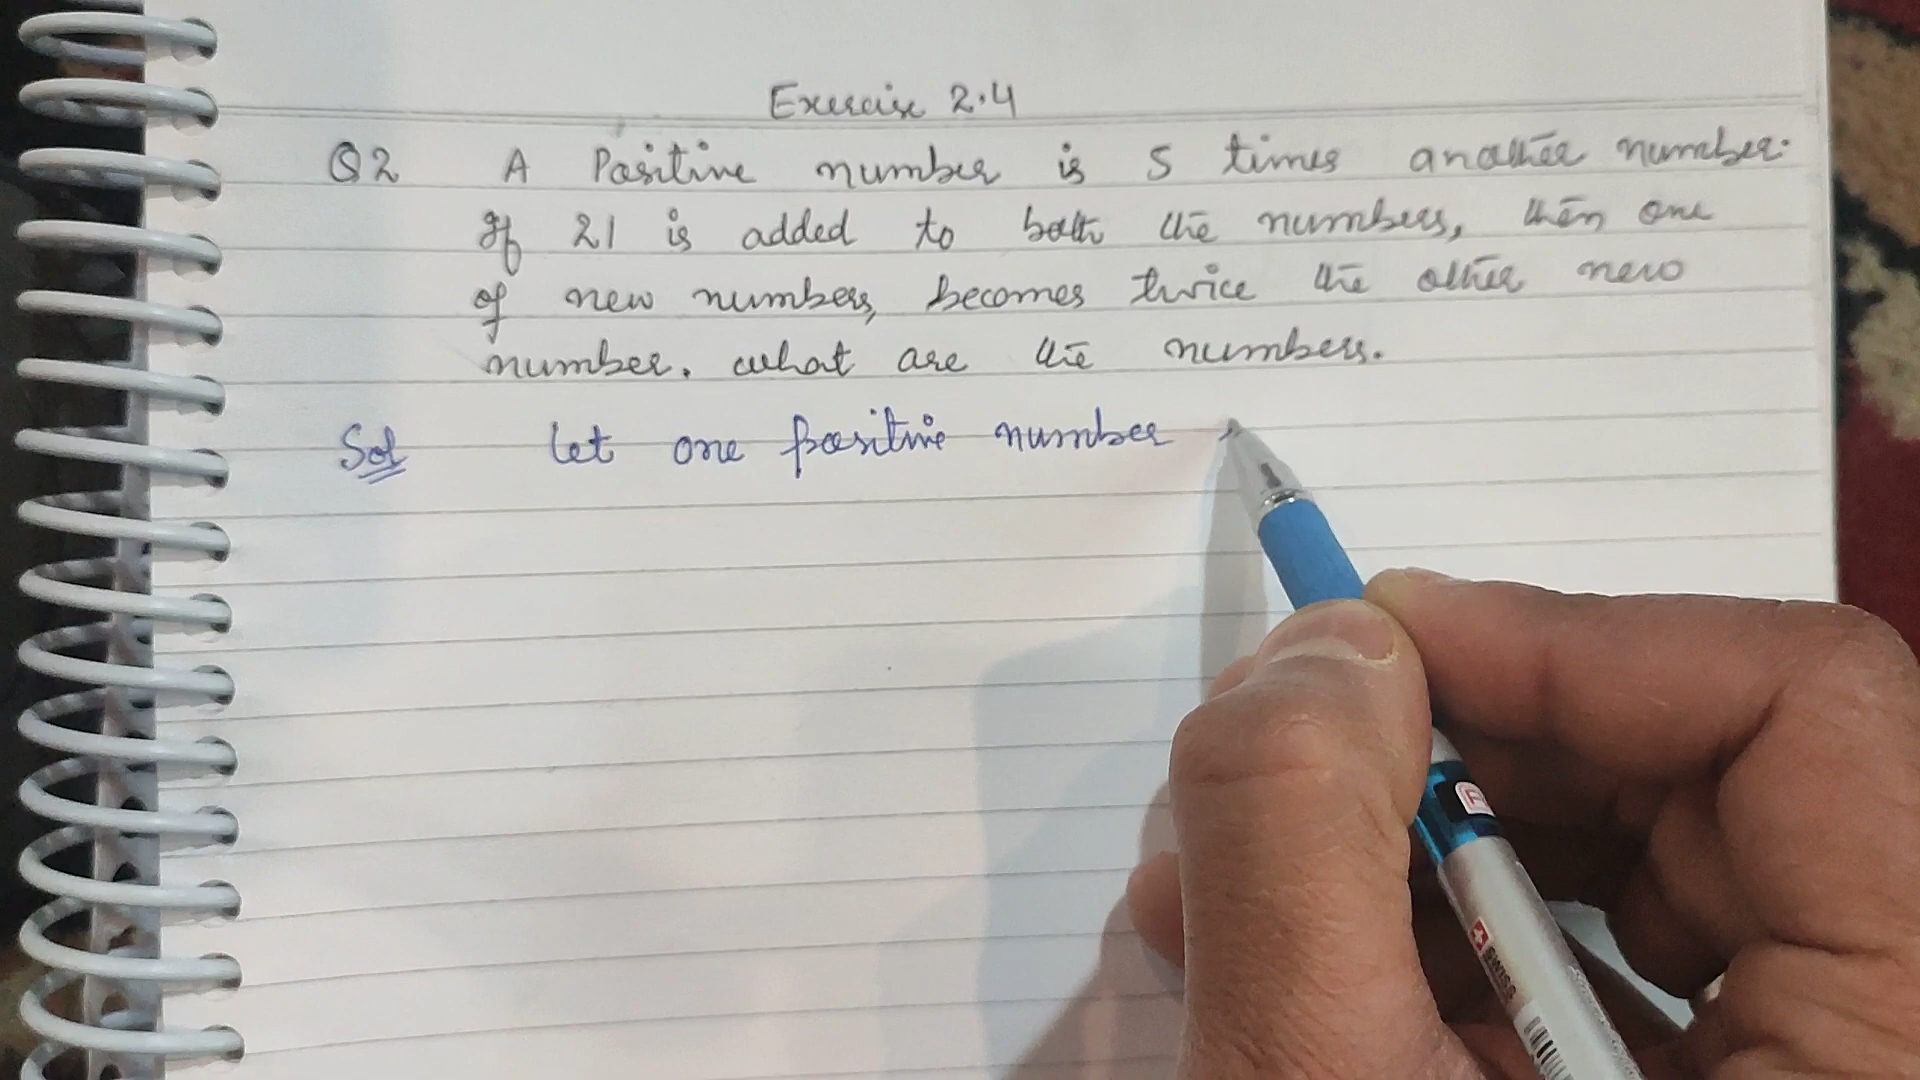 Exercise 2.4
Q2 A Positive number is 5 times another number.
If 21 is added to both the numbers, then one
of new numbers, becomes twice the other new
number. what are the numbers.
Sol let one positive number
SWISS